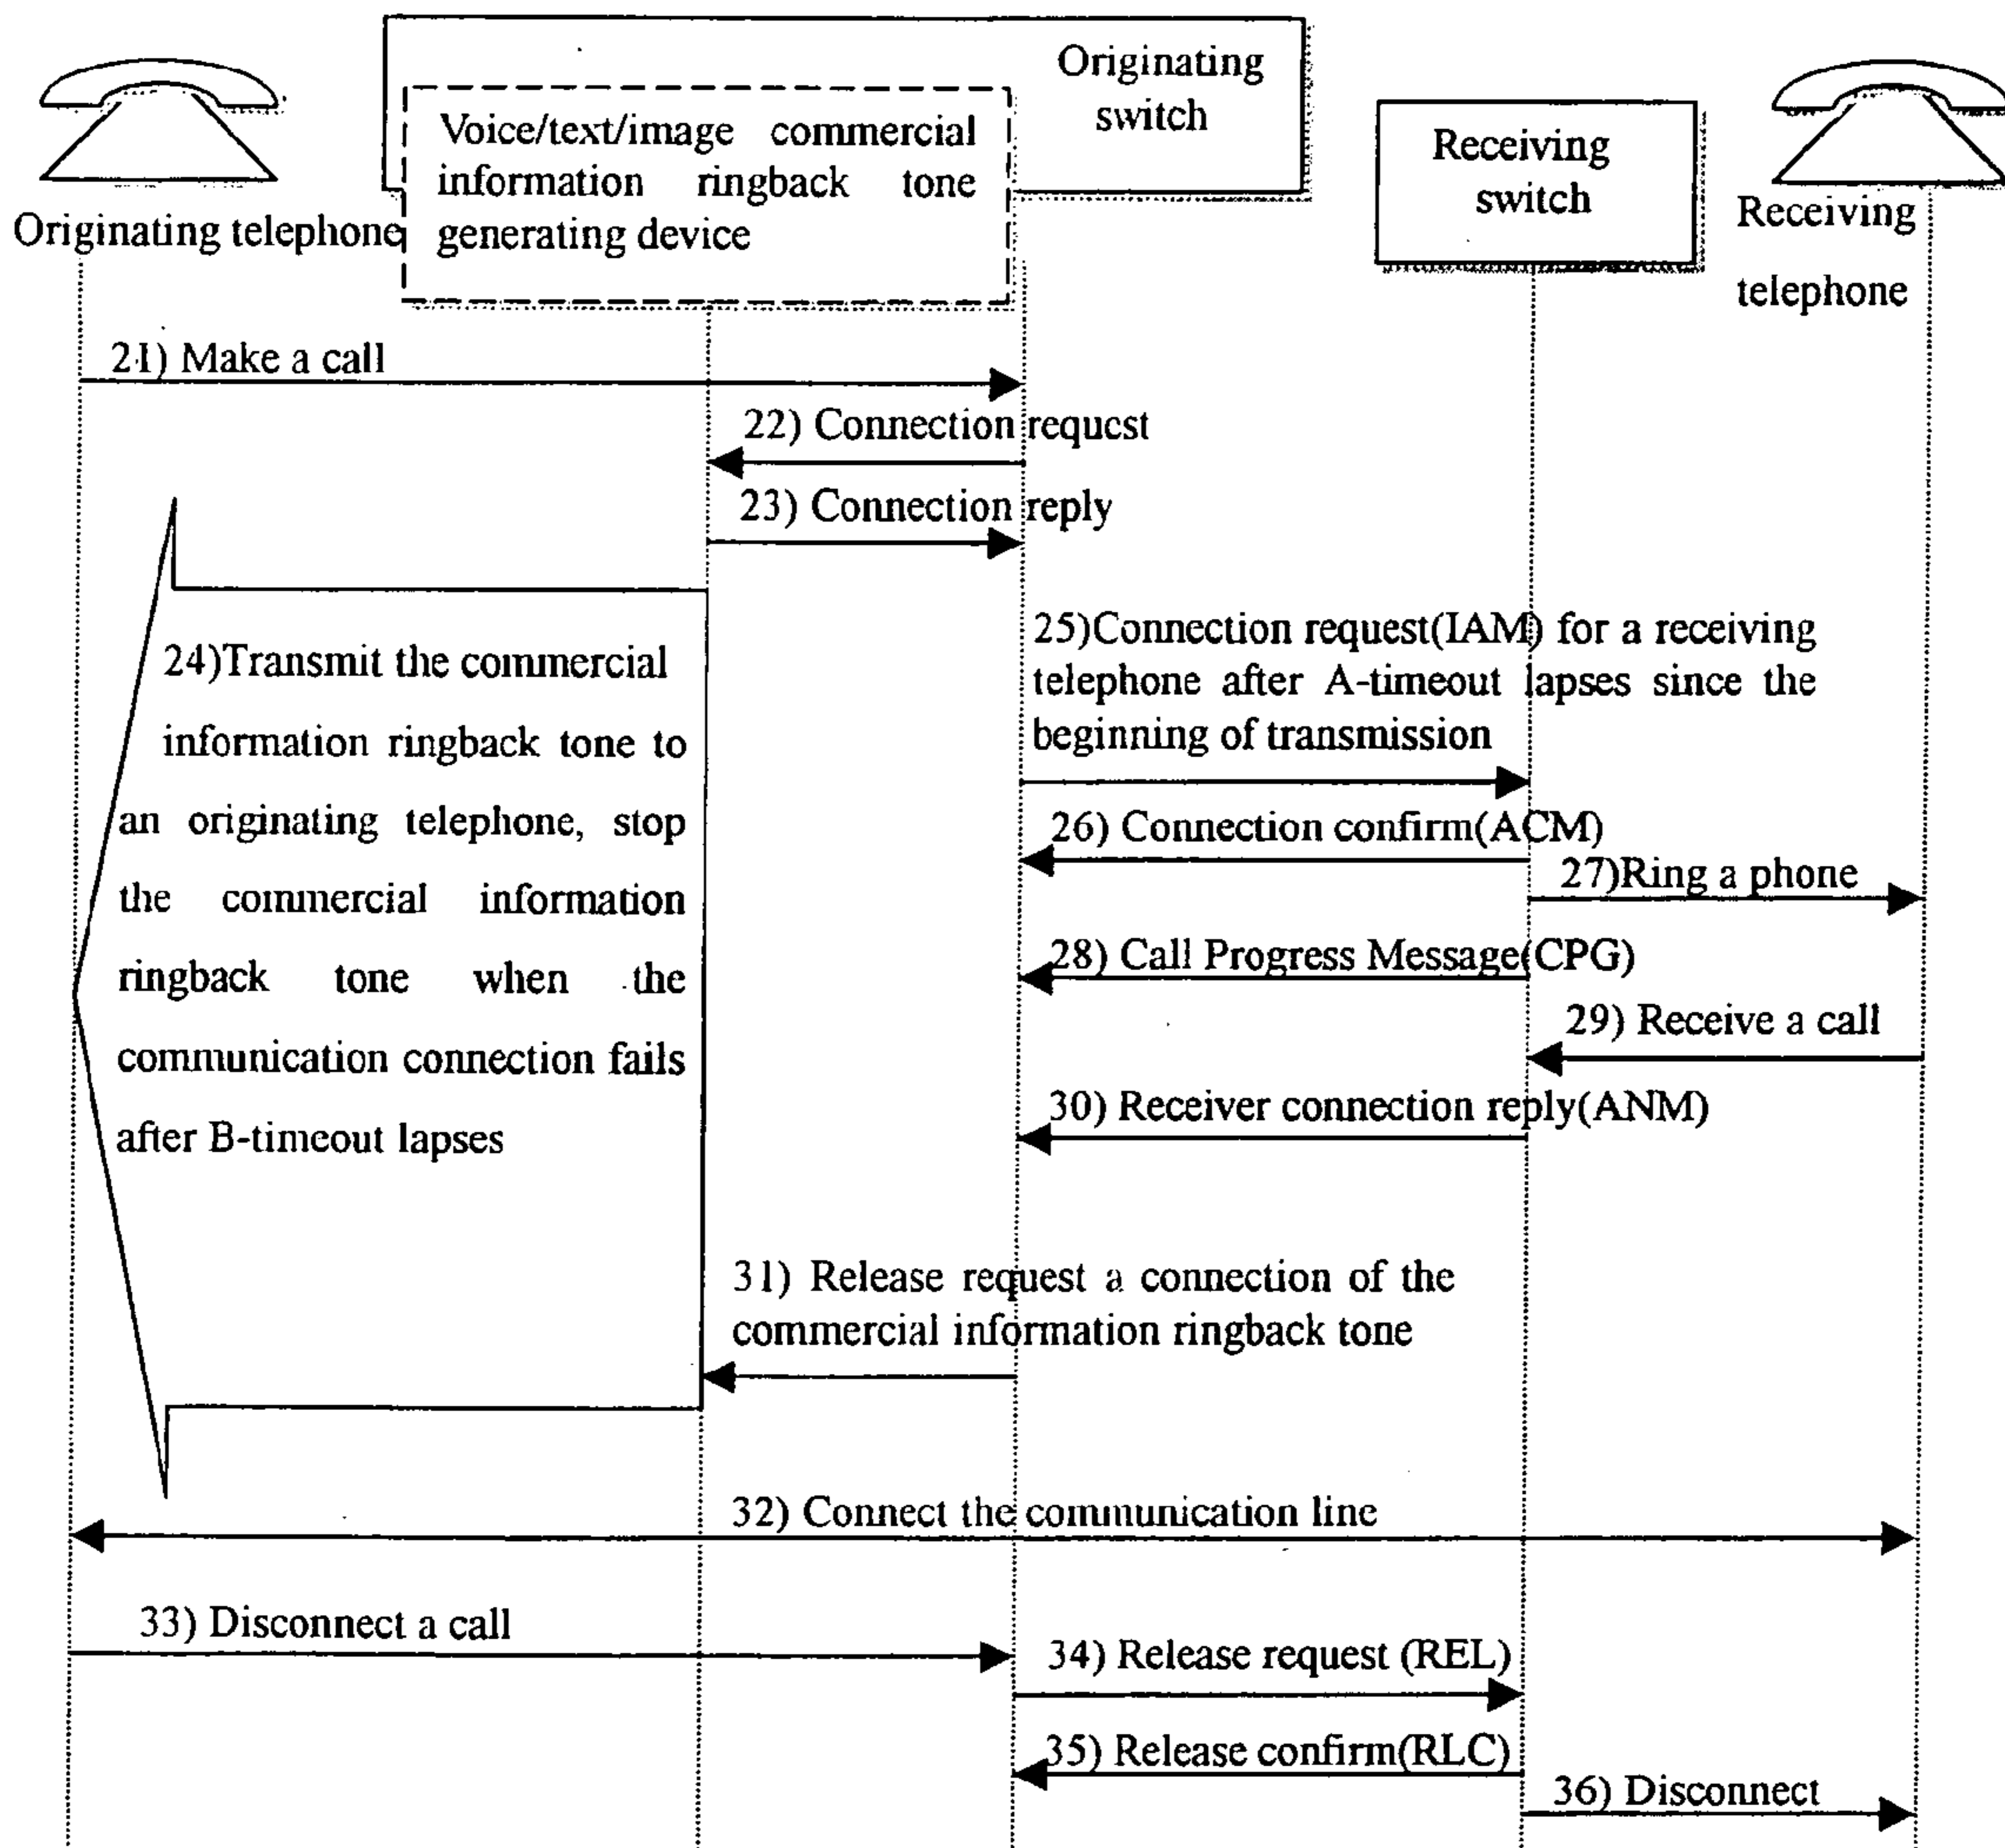 Originating
switch
Voice/text/image commercial
information ringback tone
generating device
Receiving
switch
Originating telephone
Receiving
telephone
21) Make a call
22) Connection request
23) Connection reply
24)Transmit the commercial
information ringback tone to
an originating telephone, stop
the commercial information
ringback tone when the
communication connection fails
after B-timeout lapses
25)Connection request(IAM) for a receiving
telephone after A-timeout lapses since the
beginning of transmission
26) Connection confirm(ACM)
27)Ring a phone
28) Call Progress Message(CPG)
29) Receive a call
30) Receiver connection reply(ANM)
31) Release request a connection of the
commercial information ringback tone
32) Connect the communication line
33) Disconnect a call
34) Release request (REL)
35) Release confirm(RLC)
36) Disconnect